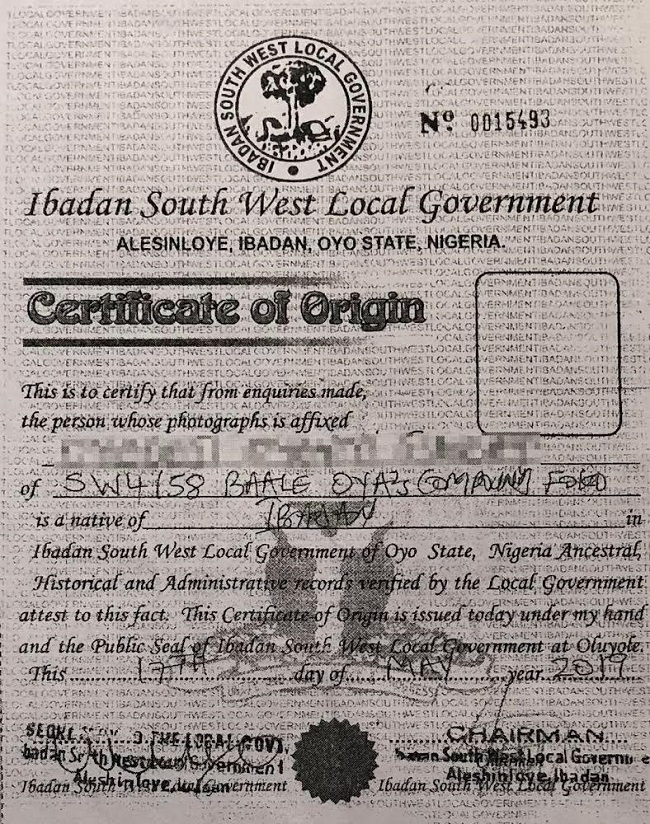 IBADAN SOUTH WEST LOCAL GOVERNMENT
Nº 0015493
Ibadan South West Local Government
ALESINLOYE, IBADAN, OYO STATE, NIGERIA.
Certificate of Origin
This is to certify that from enquiries made,
the person whose photographs is affixed
of SW4/58 BAALE OYA'S COMPOUND FOKO
is a native of IBADAN in
Ibadan South West Local Government of Oyo State, Nigeria Ancestral,
Historical and Administrative records verified by the Local Government
attest to this fact. This Certificate of Origin is issued today under my hand
and the Public Seal of Ibadan South West Local Government at Oluyole.
This 17TH day of MAY year 2019
THE LOCAL GOVT. CHAIRMAN
South West Local Government
Aleshinloye, Ibadan
Ibadan South West Local Government